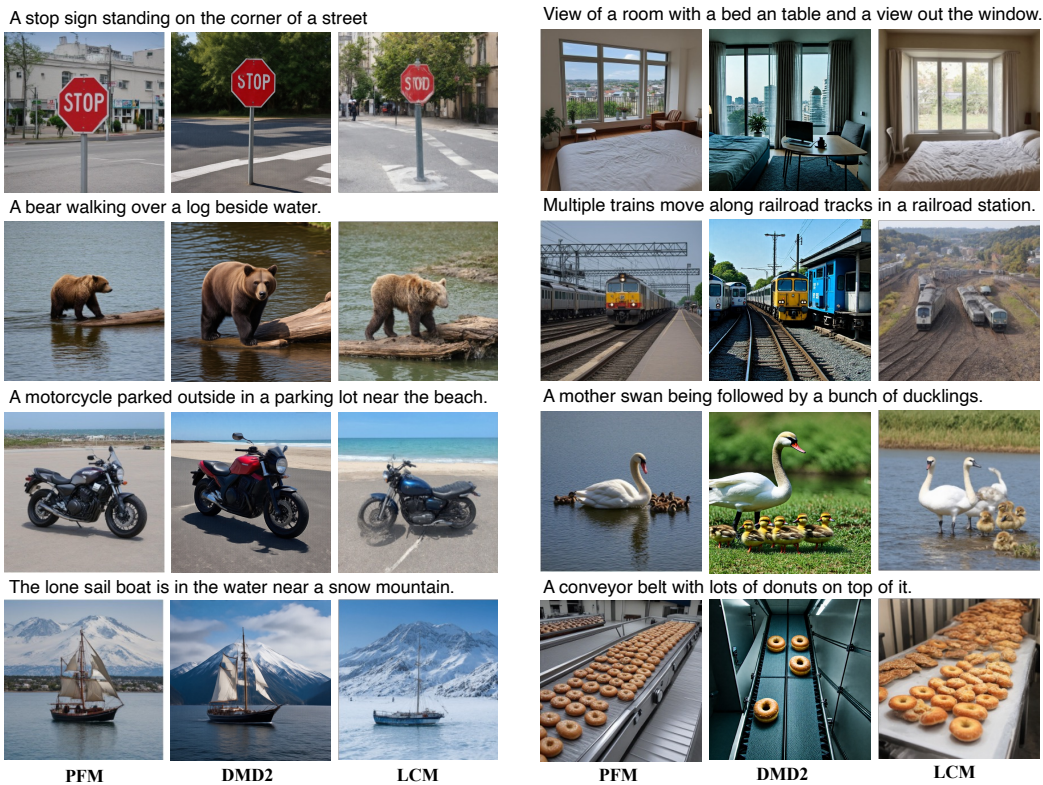 A stop sign standing on the corner of a street
STOP
STOP
STOD
A bear walking over a log beside water.
A motorcycle parked outside in a parking lot near the beach.
The lone sail boat is in the water near a snow mountain.
PFM
DMD2
LCM
View of a room with a bed an table and a view out the window.
Multiple trains move along railroad tracks in a railroad station.
A mother swan being followed by a bunch of ducklings.
A conveyor belt with lots of donuts on top of it.
PFM
DMD2
LCM